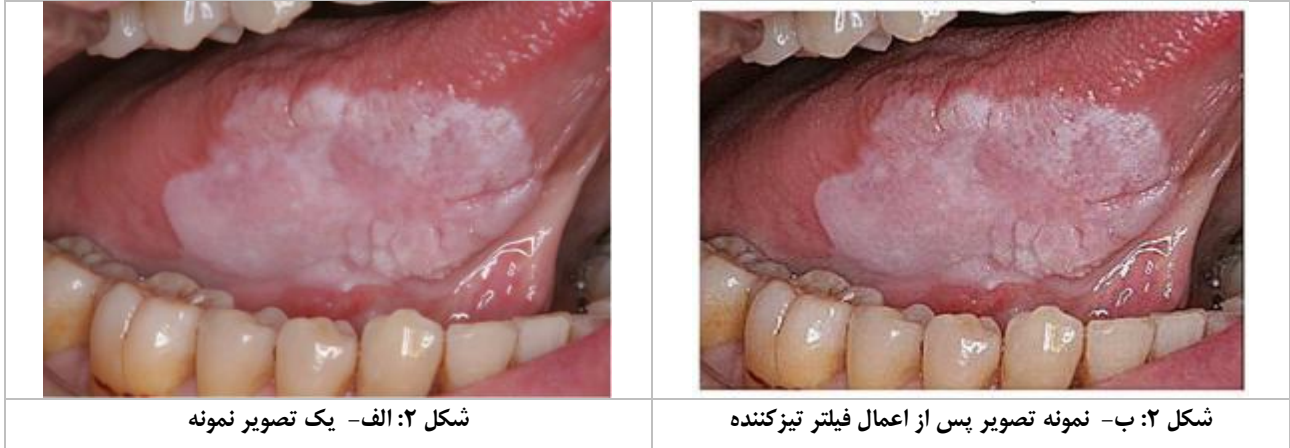 شکل ۲: الف- یک تصویر نمونه
شکل ۲: ب- نمونه تصویر پس از اعمال فیلتر تیزکننده